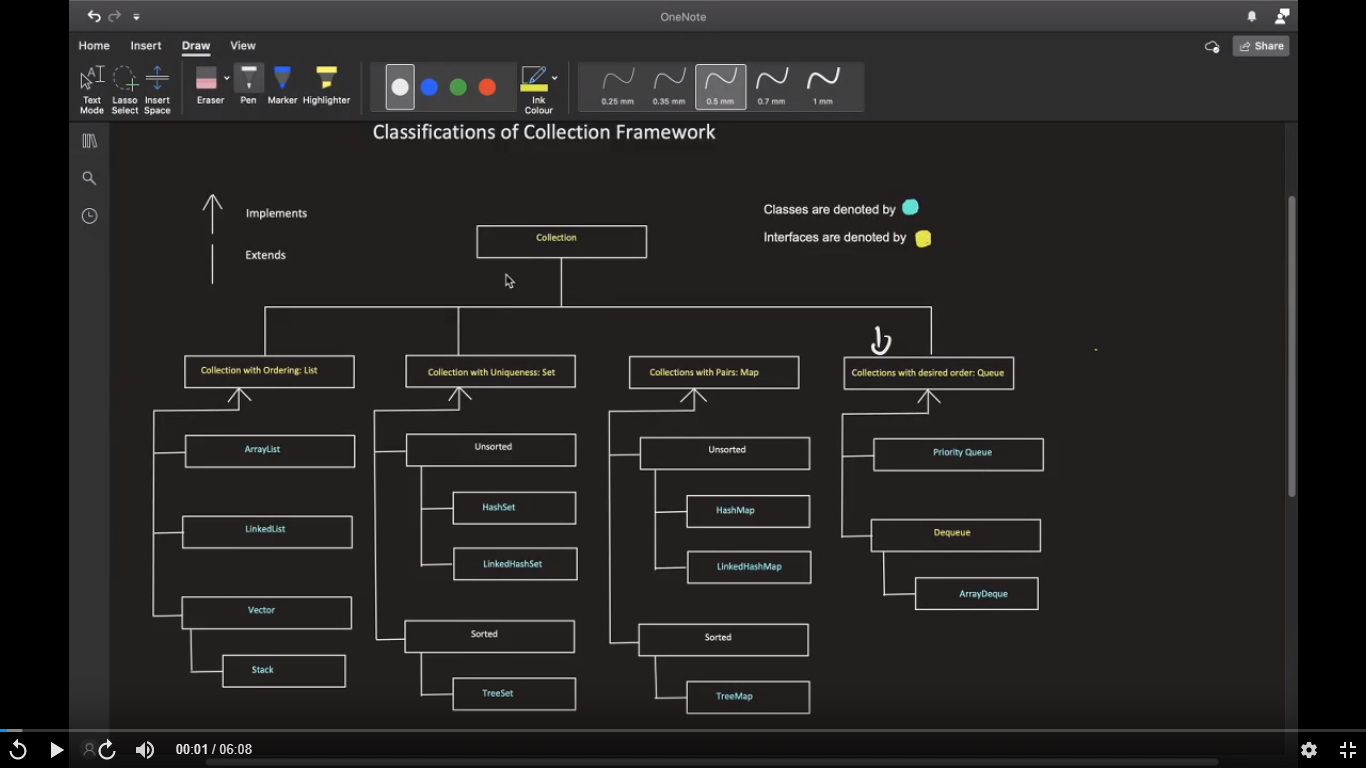 OneNote
Home Insert Draw View
Share
Text Mode
Lasso Select
Insert Space
Eraser
Pen
Marker
Highlighter
Ink Colour
0.25 mm
0.35 mm
0.5 mm
0.7 mm
1 mm
Classifications of Collection Framework
Implements
Extends
Classes are denoted by
Interfaces are denoted by
Collection
Collection with Ordering: List
Collection with Uniqueness: Set
Collections with Pairs: Map
Collections with desired order: Queue
ArrayList
LinkedList
Vector
Stack
Unsorted
HashSet
LinkedHashSet
Sorted
TreeSet
Unsorted
HashMap
LinkedHashMap
Sorted
TreeMap
Priority Queue
Dequeue
ArrayDeque
00:01 / 06:08